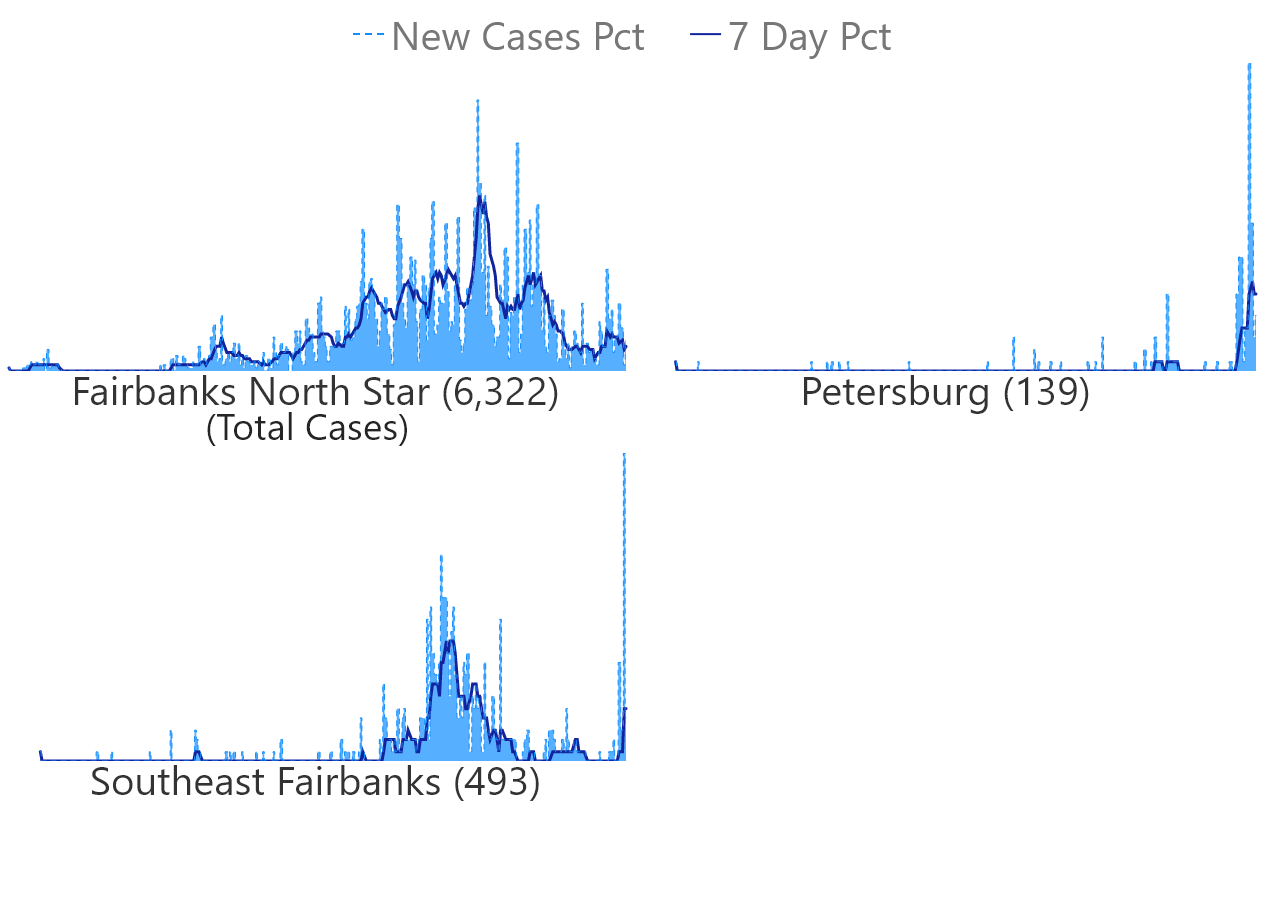 New Cases Pct 7 Day Pct
Fairbanks North Star (6,322) Petersburg (139)
(Total Cases)
Southeast Fairbanks (493)